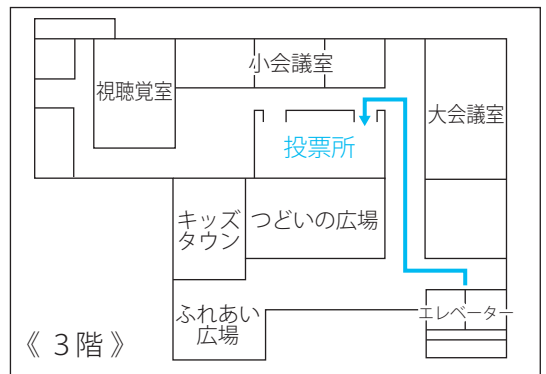 小会議室
視聴覚室
大会議室
投票所
キッズ
タウン
つどいの広場
ふれあい
広場
エレベーター
《 3階 》